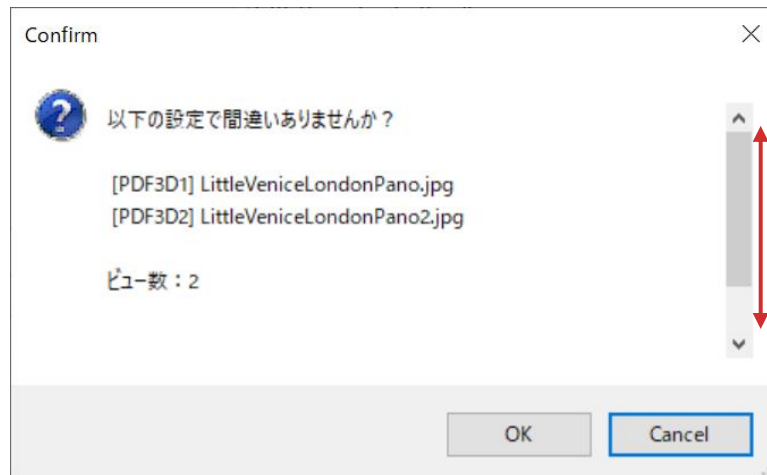 Confirm
以下の設定で間違いありませんか？
[PDF3D1] LittleVeniceLondonPano.jpg
[PDF3D2] LittleVeniceLondonPano2.jpg
ビュー数：2
OK
Cancel